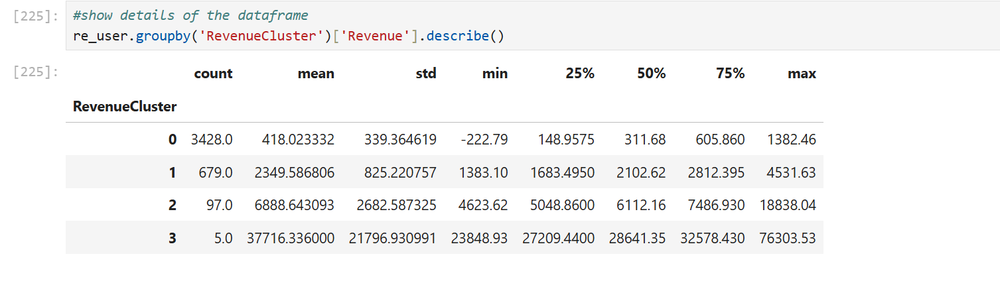 [225]: #show details of the dataframe
re_user.groupby('RevenueCluster')['Revenue'].describe()
[225]: count mean std min 25% 50% 75% max
RevenueCluster
0 3428.0 418.023332 339.364619 -222.79 148.9575 311.68 605.860 1382.46
1 679.0 2349.586806 825.220757 1383.10 1683.4950 2102.62 2812.395 4531.63
2 97.0 6888.643093 2682.587325 4623.62 5048.8600 6112.16 7486.930 18838.04
3 5.0 37716.336000 21796.930991 23848.93 27209.4400 28641.35 32578.430 76303.53